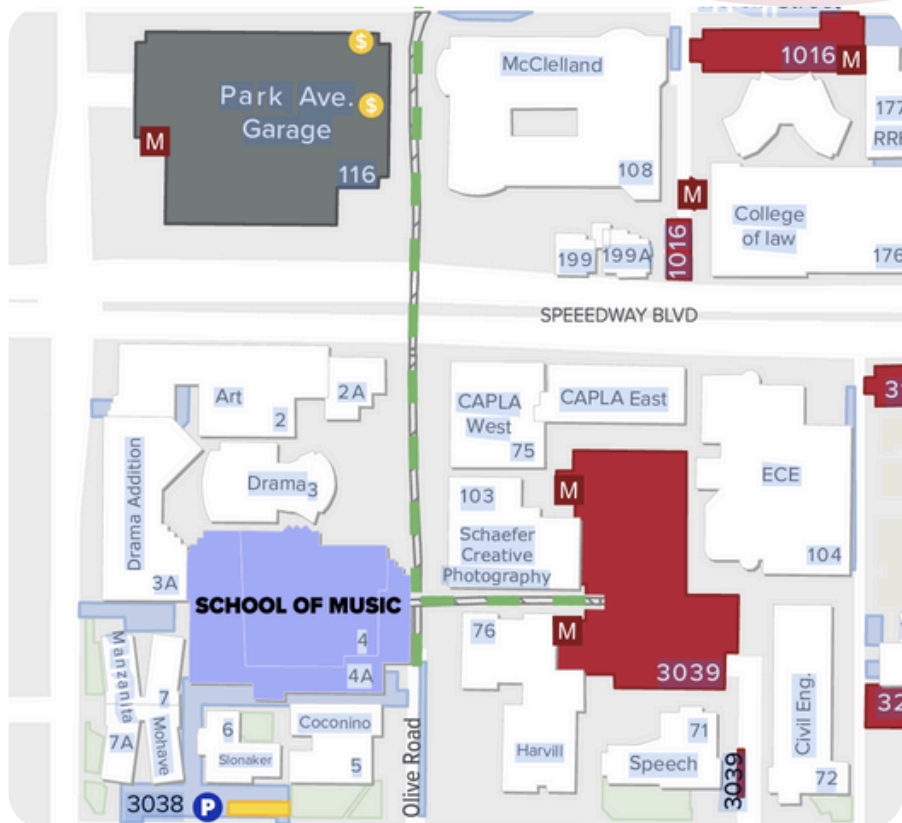 $
Park Ave.
Garage
$
M
116
McClelland
108
1016
M
177
M
1016
College
of law
176
199
199A
SPEEEDWAY BLVD
Art
2
2A
CAPLA
West
75
CAPLA East
Drama Addition
3A
Drama
3
103
Schaefer
Creative
Photography
M
ECE
104
SCHOOL OF MUSIC
4
4A
76
M
3039
Manzanita
7A
7
Mohave
6
Slonaker
Coconino
5
Olive Road
Harvill
71
Speech
3039
Civil Eng.
72
3038
P